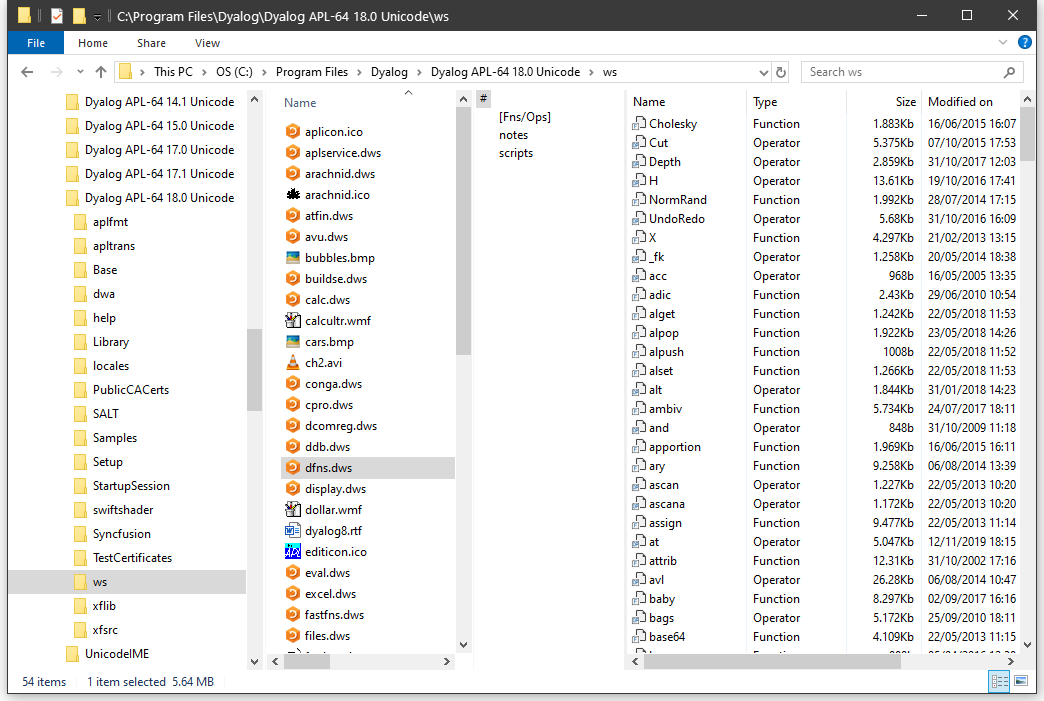 C:\Program Files\Dyalog\Dyalog APL-64 18.0 Unicode\ws
File Home Share View
This PC > OS (C:) > Program Files > Dyalog > Dyalog APL-64 18.0 Unicode > ws
Search ws
Dyalog APL-64 14.1 Unicode
Dyalog APL-64 15.0 Unicode
Dyalog APL-64 17.0 Unicode
Dyalog APL-64 17.1 Unicode
Dyalog APL-64 18.0 Unicode
aplfmt
apltrans
Base
dwa
help
Library
locales
PublicCACerts
SALT
Samples
Setup
StartupSession
swiftshader
Syncfusion
TestCertificates
ws
xflib
xfsrc
UnicodeIME
Name
aplicon.ico
aplservice.dws
arachnid.dws
arachnid.ico
atfin.dws
avu.dws
bubbles.bmp
buildse.dws
calc.dws
calcultr.wmf
cars.bmp
ch2.avi
conga.dws
cpro.dws
dcomreg.dws
ddb.dws
dfns.dws
display.dws
dollar.wmf
dyalog8.rtf
editicon.ico
eval.dws
excel.dws
fastfns.dws
files.dws
#
[Fns/Ops]
notes
scripts
Name Type Size Modified on
Cholesky Function 1.883Kb 16/06/2015 16:07
Cut Operator 5.375Kb 07/10/2015 17:53
Depth Operator 2.859Kb 31/10/2017 12:03
H Operator 13.61Kb 19/10/2016 17:41
NormRand Function 1.992Kb 28/07/2014 17:15
UndoRedo Operator 5.68Kb 31/10/2016 16:09
X Function 4.297Kb 21/02/2013 13:15
_fk Operator 1.258Kb 20/05/2014 18:38
acc Operator 968b 16/05/2005 13:35
adic Function 2.43Kb 29/06/2010 10:54
alget Function 1.242Kb 22/05/2018 11:53
alpop Function 1.922Kb 23/05/2018 14:26
alpush Function 1008b 22/05/2018 11:52
alset Function 1.266Kb 22/05/2018 11:53
alt Operator 1.844Kb 31/01/2018 14:23
ambiv Function 5.734Kb 24/07/2017 18:11
and Operator 848b 31/10/2009 11:18
apportion Function 1.969Kb 16/06/2015 16:11
ary Function 9.258Kb 06/08/2014 13:39
ascan Operator 1.227Kb 22/05/2013 10:20
ascana Operator 1.172Kb 22/05/2013 10:20
assign Function 9.477Kb 22/05/2013 11:14
at Operator 5.047Kb 12/11/2019 18:15
attrib Function 12.31Kb 31/10/2002 17:16
avl Operator 26.28Kb 06/08/2014 10:47
baby Function 8.297Kb 02/09/2017 16:16
bags Operator 5.172Kb 25/09/2010 18:11
base64 Function 4.109Kb 22/05/2013 11:15
54 items 1 item selected 5.64 MB